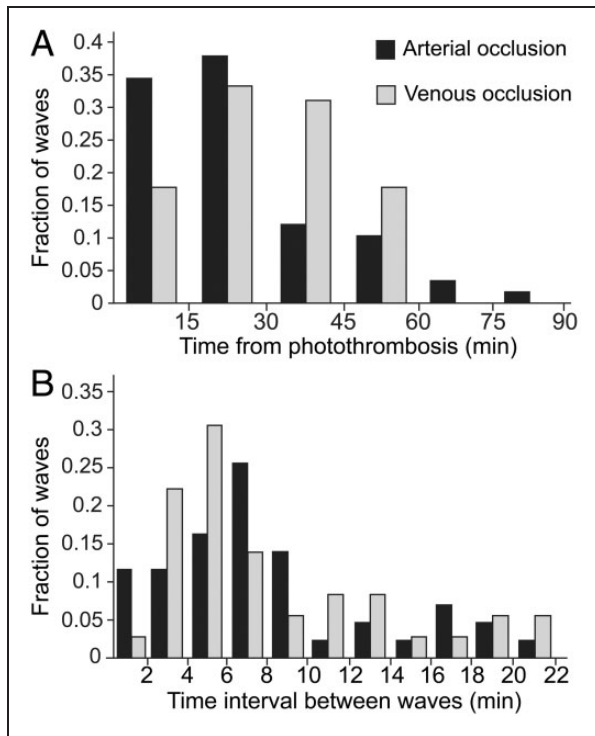 A
Arterial occlusion
Venous occlusion
Fraction of waves
0.4
0.35
0.3
0.25
0.2
0.15
0.1
0.05
0
15 30 45 60 75 90
Time from photothrombosis (min)
B
Fraction of waves
0.35
0.3
0.25
0.2
0.15
0.1
0.05
0
2 4 6 8 10 12 14 16 18 20 22
Time interval between waves (min)